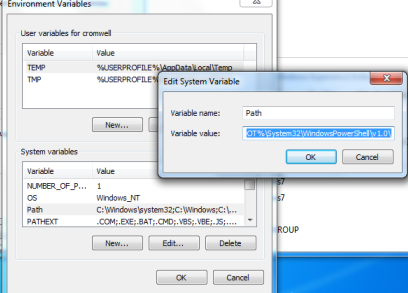 Environment Variables
User variables for cromwell
Variable Value
TEMP %USERPROFILE%\AppData\Local\Temp
TMP %USERPROFILE%\
Edit System Variable
Variable name: Path
Variable value: OT%\System32\WindowsPowerShell\v1.0\
OK Cancel
New...
System variables
Variable Value
NUMBER_OF_P... 1
OS Windows_NT
Path C:\Windows\system32;C:\Windows;C:\...
PATHEXT .COM;.EXE;.BAT;.CMD;.VBS;.VBE;.JS;....
New... Edit... Delete
OK Cancel
s7
s7
ROUP